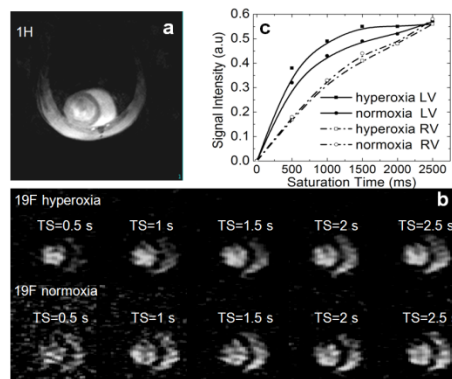 1H
a
c
Signal Intensity (a.u)
0.6
0.5
0.4
0.3
0.2
0.1
0.0
hyperoxia LV
normoxia LV
hyperoxia RV
normoxia RV
0 500 1000 1500 2000 2500
Saturation Time (ms)
19F hyperoxia
b
TS=0.5 s TS=1 s TS=1.5 s TS=2 s TS=2.5 s
19F normoxia
TS=0.5 s TS=1 s TS=1.5 s TS=2 s TS=2.5 s